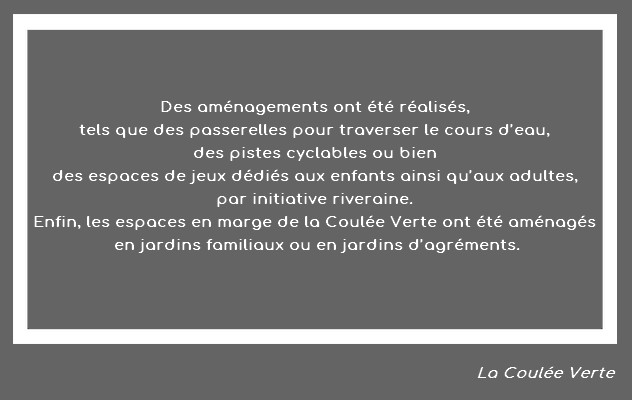 Des aménagements ont été réalisés,
tels que des passerelles pour traverser le cours d'eau,
des pistes cyclables ou bien
des espaces de jeux dédiés aux enfants ainsi qu'aux adultes,
par initiative riveraine.
Enfin, les espaces en marge de la Coulée Verte ont été aménagés
en jardins familiaux ou en jardins d'agréments.
La Coulée Verte